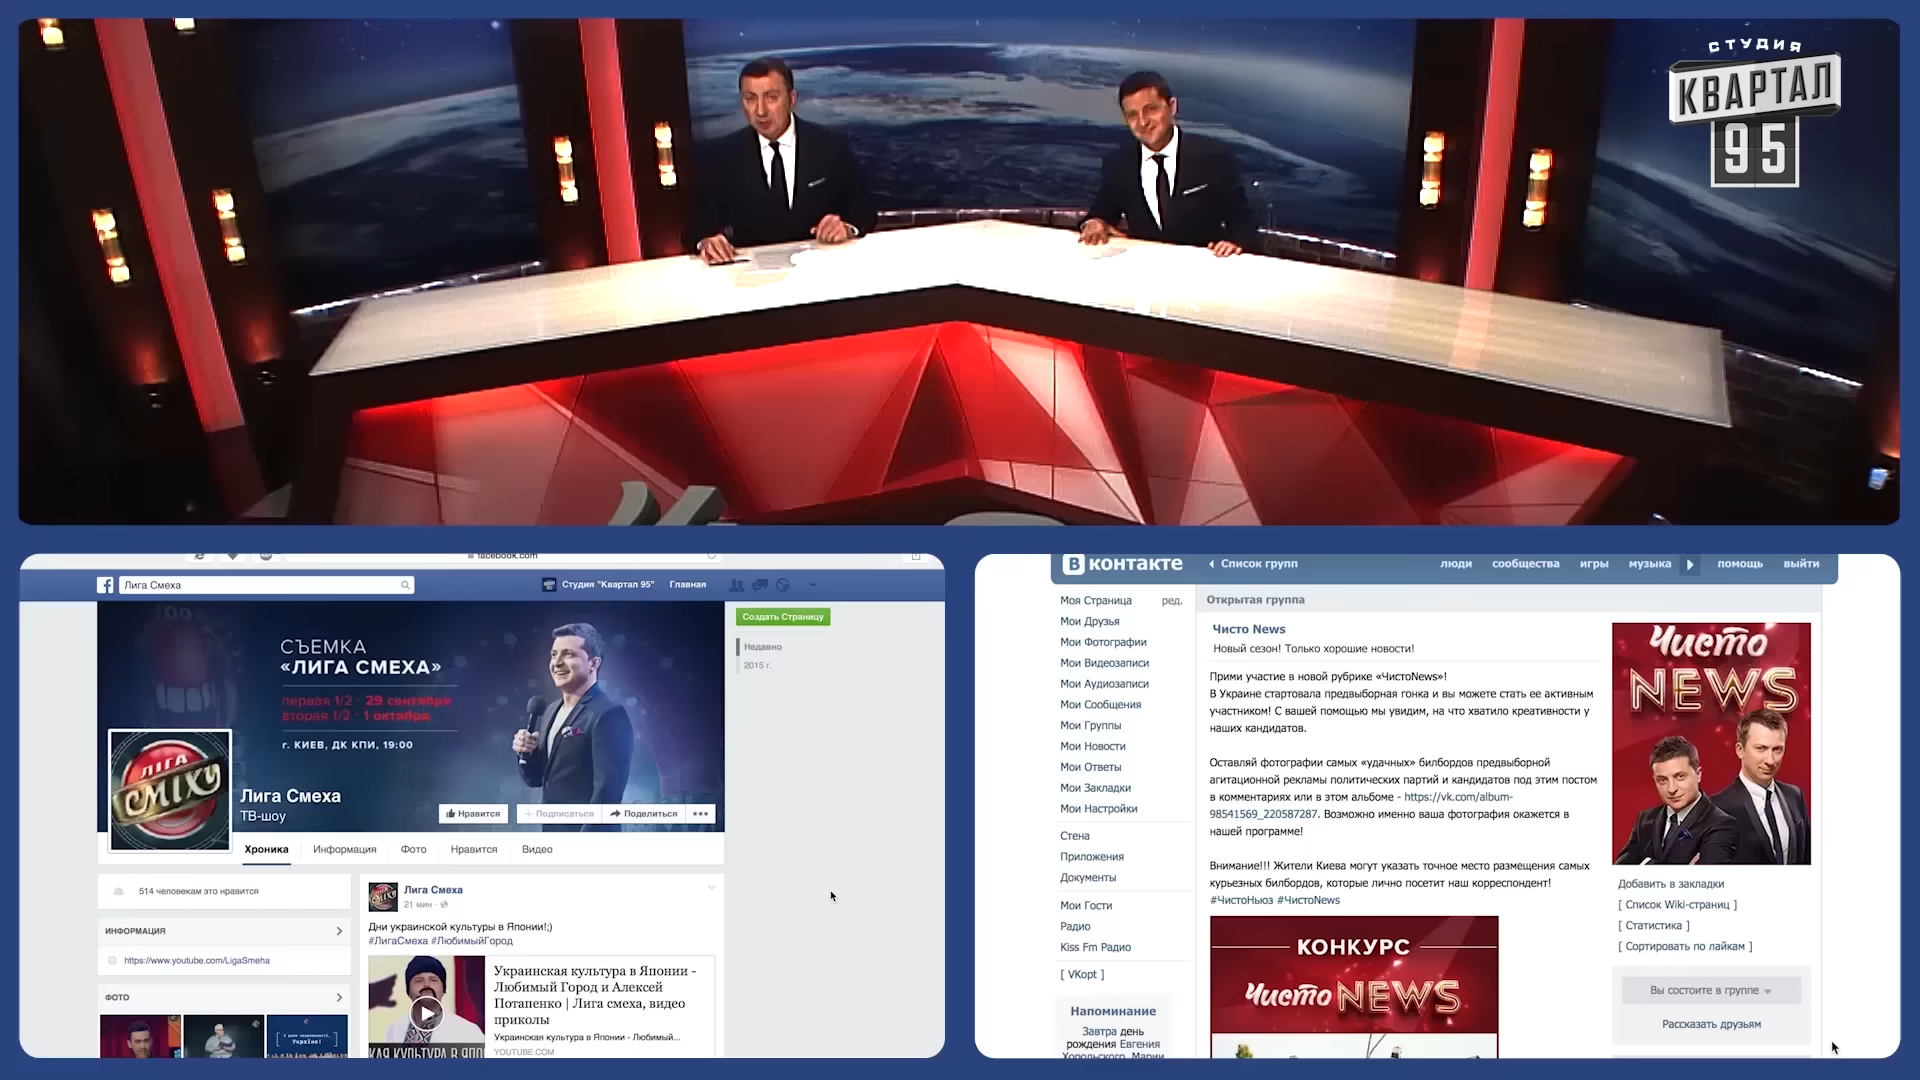 СТУДИЯ
КВАРТАЛ
95
facebook.com
Лига Смеха
Студия "Квартал 95"
Главная
СЪЕМКА
«ЛИГА СМЕХА»
первая 1/2 - 29 сентября
вторая 1/2 - 1 октября
г. КИЕВ, ДК КПИ, 19:00
ЛІГА
СМІХУ
Лига Смеха
ТВ-шоу
Нравится
Подписаться
Поделиться
Создать Страницу
Недавно
2015 г.
Хроника
Информация
Фото
Нравится
Видео
514 человекам это нравится
ИНФОРМАЦИЯ
https://www.youtube.com/LigaSmeha
ФОТО
Лига Смеха
21 мин
Дни украинской культуры в Японии!;)
#ЛигаСмеха #ЛюбимыйГород
Украинская культура в Японии -
Любимый Город и Алексей
Потапенко | Лига смеха, видео
приколы
Украинская культура в Японии - Любимый...
YOUTUBE.COM
В контакте
Список групп
люди
сообщества
игры
музыка
помощь
выйти
Моя Страница
ред.
Мои Друзья
Мои Фотографии
Мои Видеозаписи
Мои Аудиозаписи
Мои Сообщения
Мои Группы
Мои Новости
Мои Ответы
Мои Закладки
Мои Настройки
Стена
Приложения
Документы
Мои Гости
Радио
Kiss Fm Радио
[ VKopt ]
Напоминание
Завтра день
рождения Евгения
Хорольского, Марии
Открытая группа
Чисто News
Новый сезон! Только хорошие новости!
Прими участие в новой рубрике «ЧистоNews»!
В Украине стартовала предвыборная гонка и вы можете стать ее активным
участником! С вашей помощью мы увидим, на что хватило креативности у
наших кандидатов.
Оставляй фотографии самых «удачных» билбордов предвыборной
агитационной рекламы политических партий и кандидатов под этим постом
в комментариях или в этом альбоме - https://vk.com/album-
98541569_220587287. Возможно именно ваша фотография окажется в
нашей программе!
Внимание!!! Жители Киева могут указать точное место размещения самых
курьезных билбордов, которые лично посетит наш корреспондент!
#ЧистоНьюз #ЧистоNews
КОНКУРС
Чисто NEWS
Чисто
NEWS
Добавить в закладки
[ Список Wiki-страниц ]
[ Статистика ]
[ Сортировать по лайкам ]
Вы состоите в группе
Рассказать друзьям